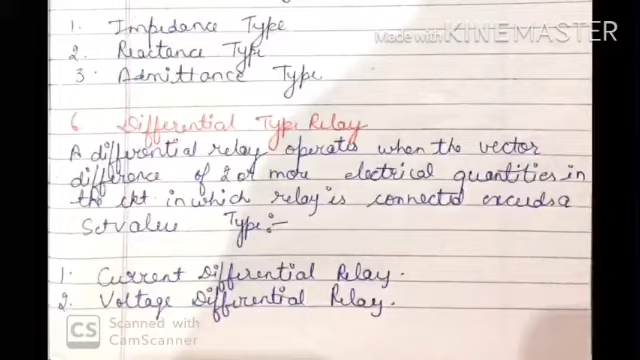 1. Impedance Type
Made with KINEMASTER
2. Reactance Type
3. Admittance Type
6 Differential Type Relay
A differential relay operates when the vector
difference of 2 or more electrical quantities in
the ckt in which relay is connected exceeds a
Set value Type:-
1. Current Differential Relay.
2. Voltage Differential Relay.
CS Scanned with
CamScanner